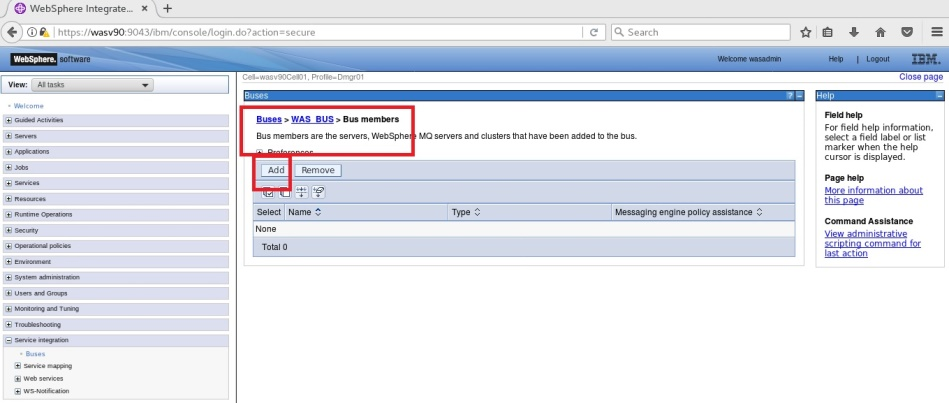 WebSphere Integrate... ×
https://wasv90:9043/ibm/console/login.do?action=secure
Search
WebSphere. software
Welcome wasadmin
Help | Logout
IBM.
View: All tasks
Cell=wasv90Cell01, Profile=Dmgr01
Close page
Welcome
Guided Activities
Servers
Applications
Jobs
Services
Resources
Runtime Operations
Security
Operational policies
Environment
System administration
Users and Groups
Monitoring and Tuning
Troubleshooting
Service integration
Buses
Service mapping
Web services
WS-Notification
Buses
Buses > WAS_BUS > Bus members
Bus members are the servers, WebSphere MQ servers and clusters that have been added to the bus.
Preferences
Add Remove
Select Name Type Messaging engine policy assistance
None
Total 0
Help
Field help
For field help information,
select a field label or list
marker when the help
cursor is displayed.
Page help
More information about
this page
Command Assistance
View administrative
scripting command for
last action